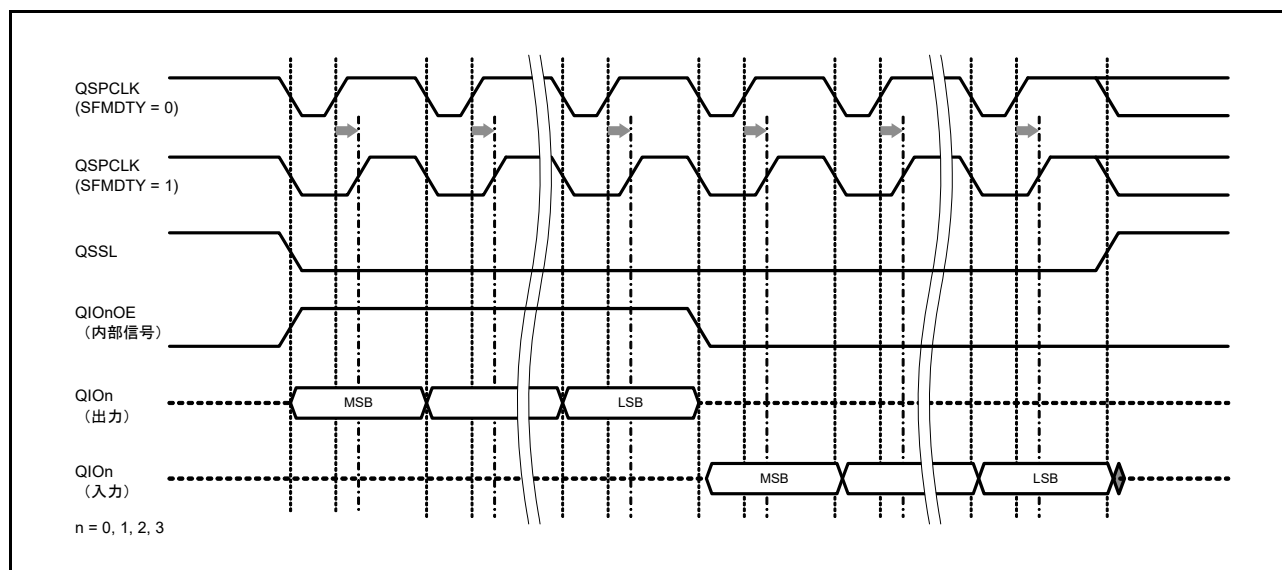 QSPCLK
(SFMDTY = 0)
QSPCLK
(SFMDTY = 1)
QSSL
QIOnOE
（内部信号）
QIOn
（出力）
MSB
LSB
QIOn
（入力）
MSB
LSB
n = 0, 1, 2, 3